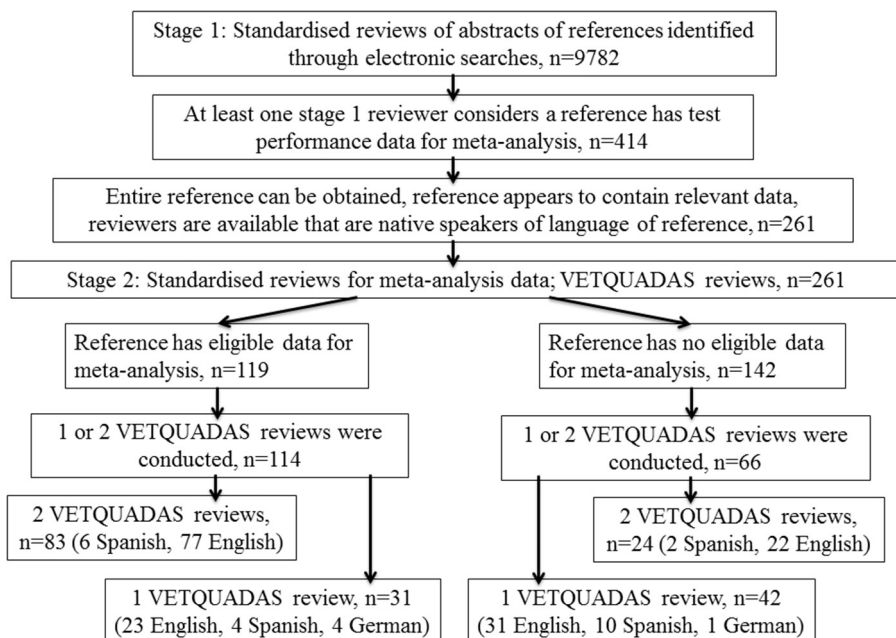 Stage 1: Standardised reviews of abstracts of references identified
through electronic searches, n=9782
At least one stage 1 reviewer considers a reference has test
performance data for meta-analysis, n=414
Entire reference can be obtained, reference appears to contain relevant data,
reviewers are available that are native speakers of language of reference, n=261
Stage 2: Standardised reviews for meta-analysis data; VETQUADAS reviews, n=261
Reference has eligible data for
meta-analysis, n=119
Reference has no eligible data
for meta-analysis, n=142
1 or 2 VETQUADAS reviews were
conducted, n=114
1 or 2 VETQUADAS reviews were
conducted, n=66
2 VETQUADAS reviews,
n=83 (6 Spanish, 77 English)
2 VETQUADAS reviews,
n=24 (2 Spanish, 22 English)
1 VETQUADAS review, n=31
(23 English, 4 Spanish, 4 German)
1 VETQUADAS review, n=42
(31 English, 10 Spanish, 1 German)